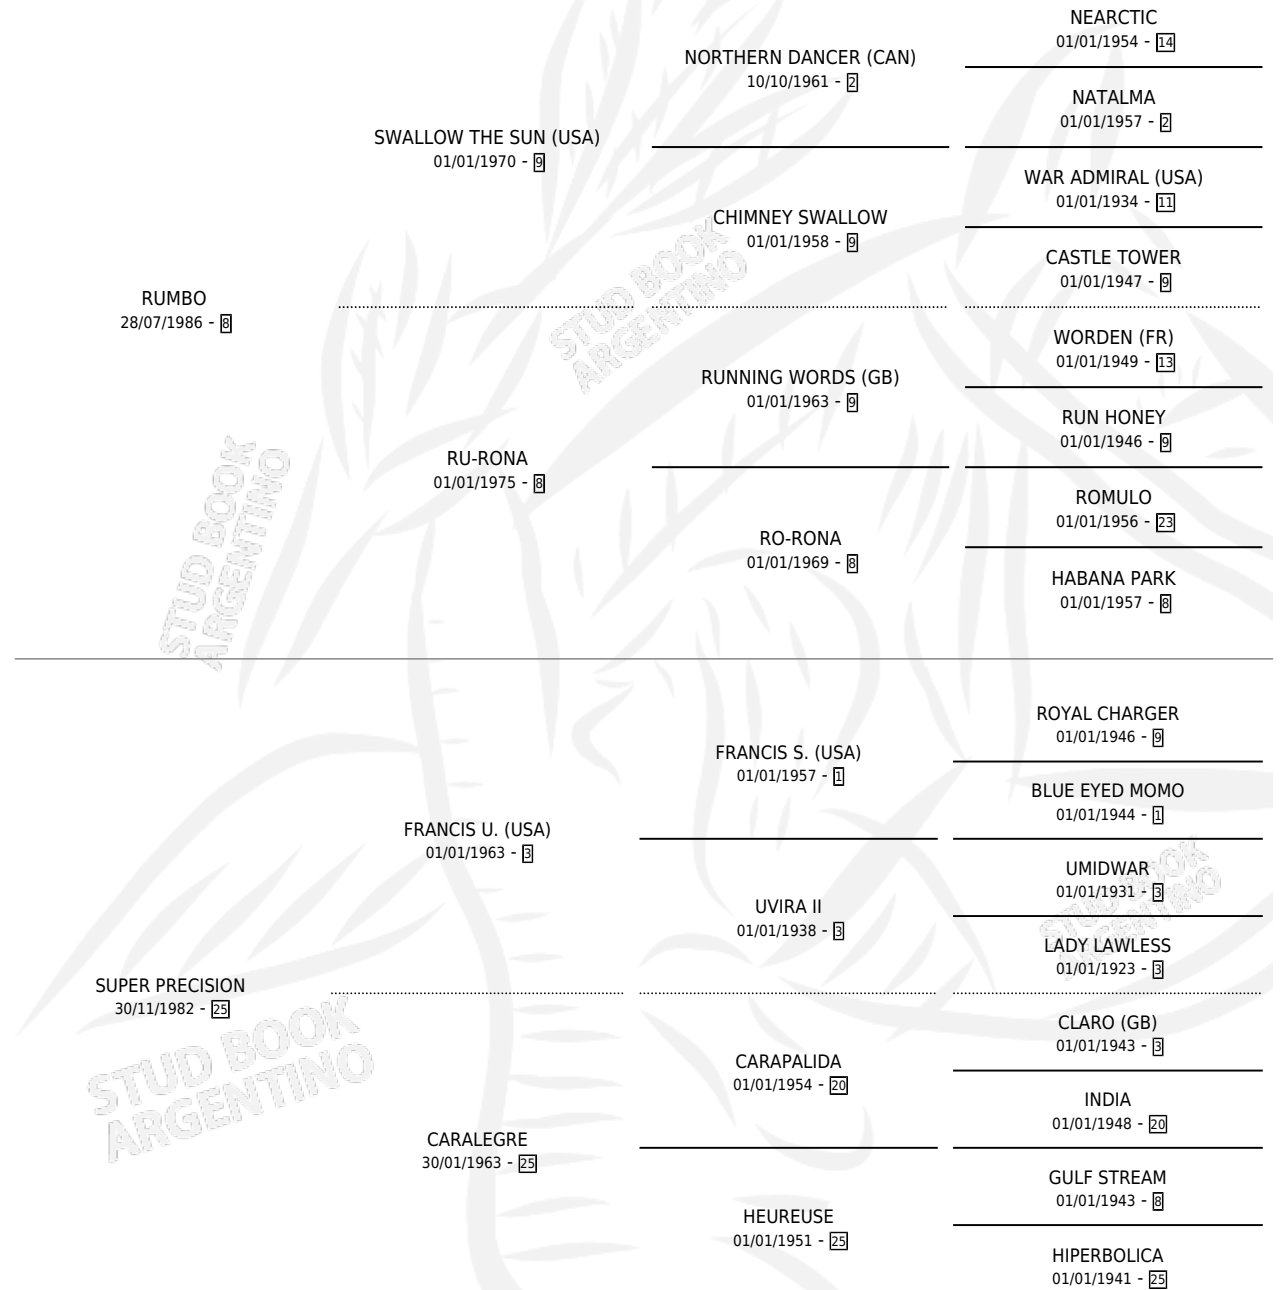 NEARCTIC
01/01/1954 - 14
NORTHERN DANCER (CAN)
10/10/1961 - 2
NATALMA
01/01/1957 - 2
SWALLOW THE SUN (USA)
01/01/1970 - 9
WAR ADMIRAL (USA)
01/01/1934 - 11
CHIMNEY SWALLOW
01/01/1958 - 9
CASTLE TOWER
01/01/1947 - 9
RUMBO
28/07/1986 - 8
WORDEN (FR)
01/01/1949 - 13
RUNNING WORDS (GB)
01/01/1963 - 9
RUN HONEY
01/01/1946 - 9
RU-RONA
01/01/1975 - 8
ROMULO
01/01/1956 - 23
RO-RONA
01/01/1969 - 8
HABANA PARK
01/01/1957 - 8
ROYAL CHARGER
01/01/1946 - 9
FRANCIS S. (USA)
01/01/1957 - 1
BLUE EYED MOMO
01/01/1944 - 1
FRANCIS U. (USA)
01/01/1963 - 3
UMIDWAR
01/01/1931 - 3
UVIRA II
01/01/1938 - 3
LADY LAWLESS
01/01/1923 - 3
SUPER PRECISION
30/11/1982 - 25
CLARO (GB)
01/01/1943 - 3
CARAPALIDA
01/01/1954 - 20
INDIA
01/01/1948 - 20
CARALEGRE
30/01/1963 - 25
GULF STREAM
01/01/1943 - 8
HEUREUSE
01/01/1951 - 25
HIPERBOLICA
01/01/1941 - 25
STUD BOOK
ARGENTINO
STUD BOOK
ARGENTINO
STUD BOOK
ARGENTINO
STUD BOOK
ARGENTINO